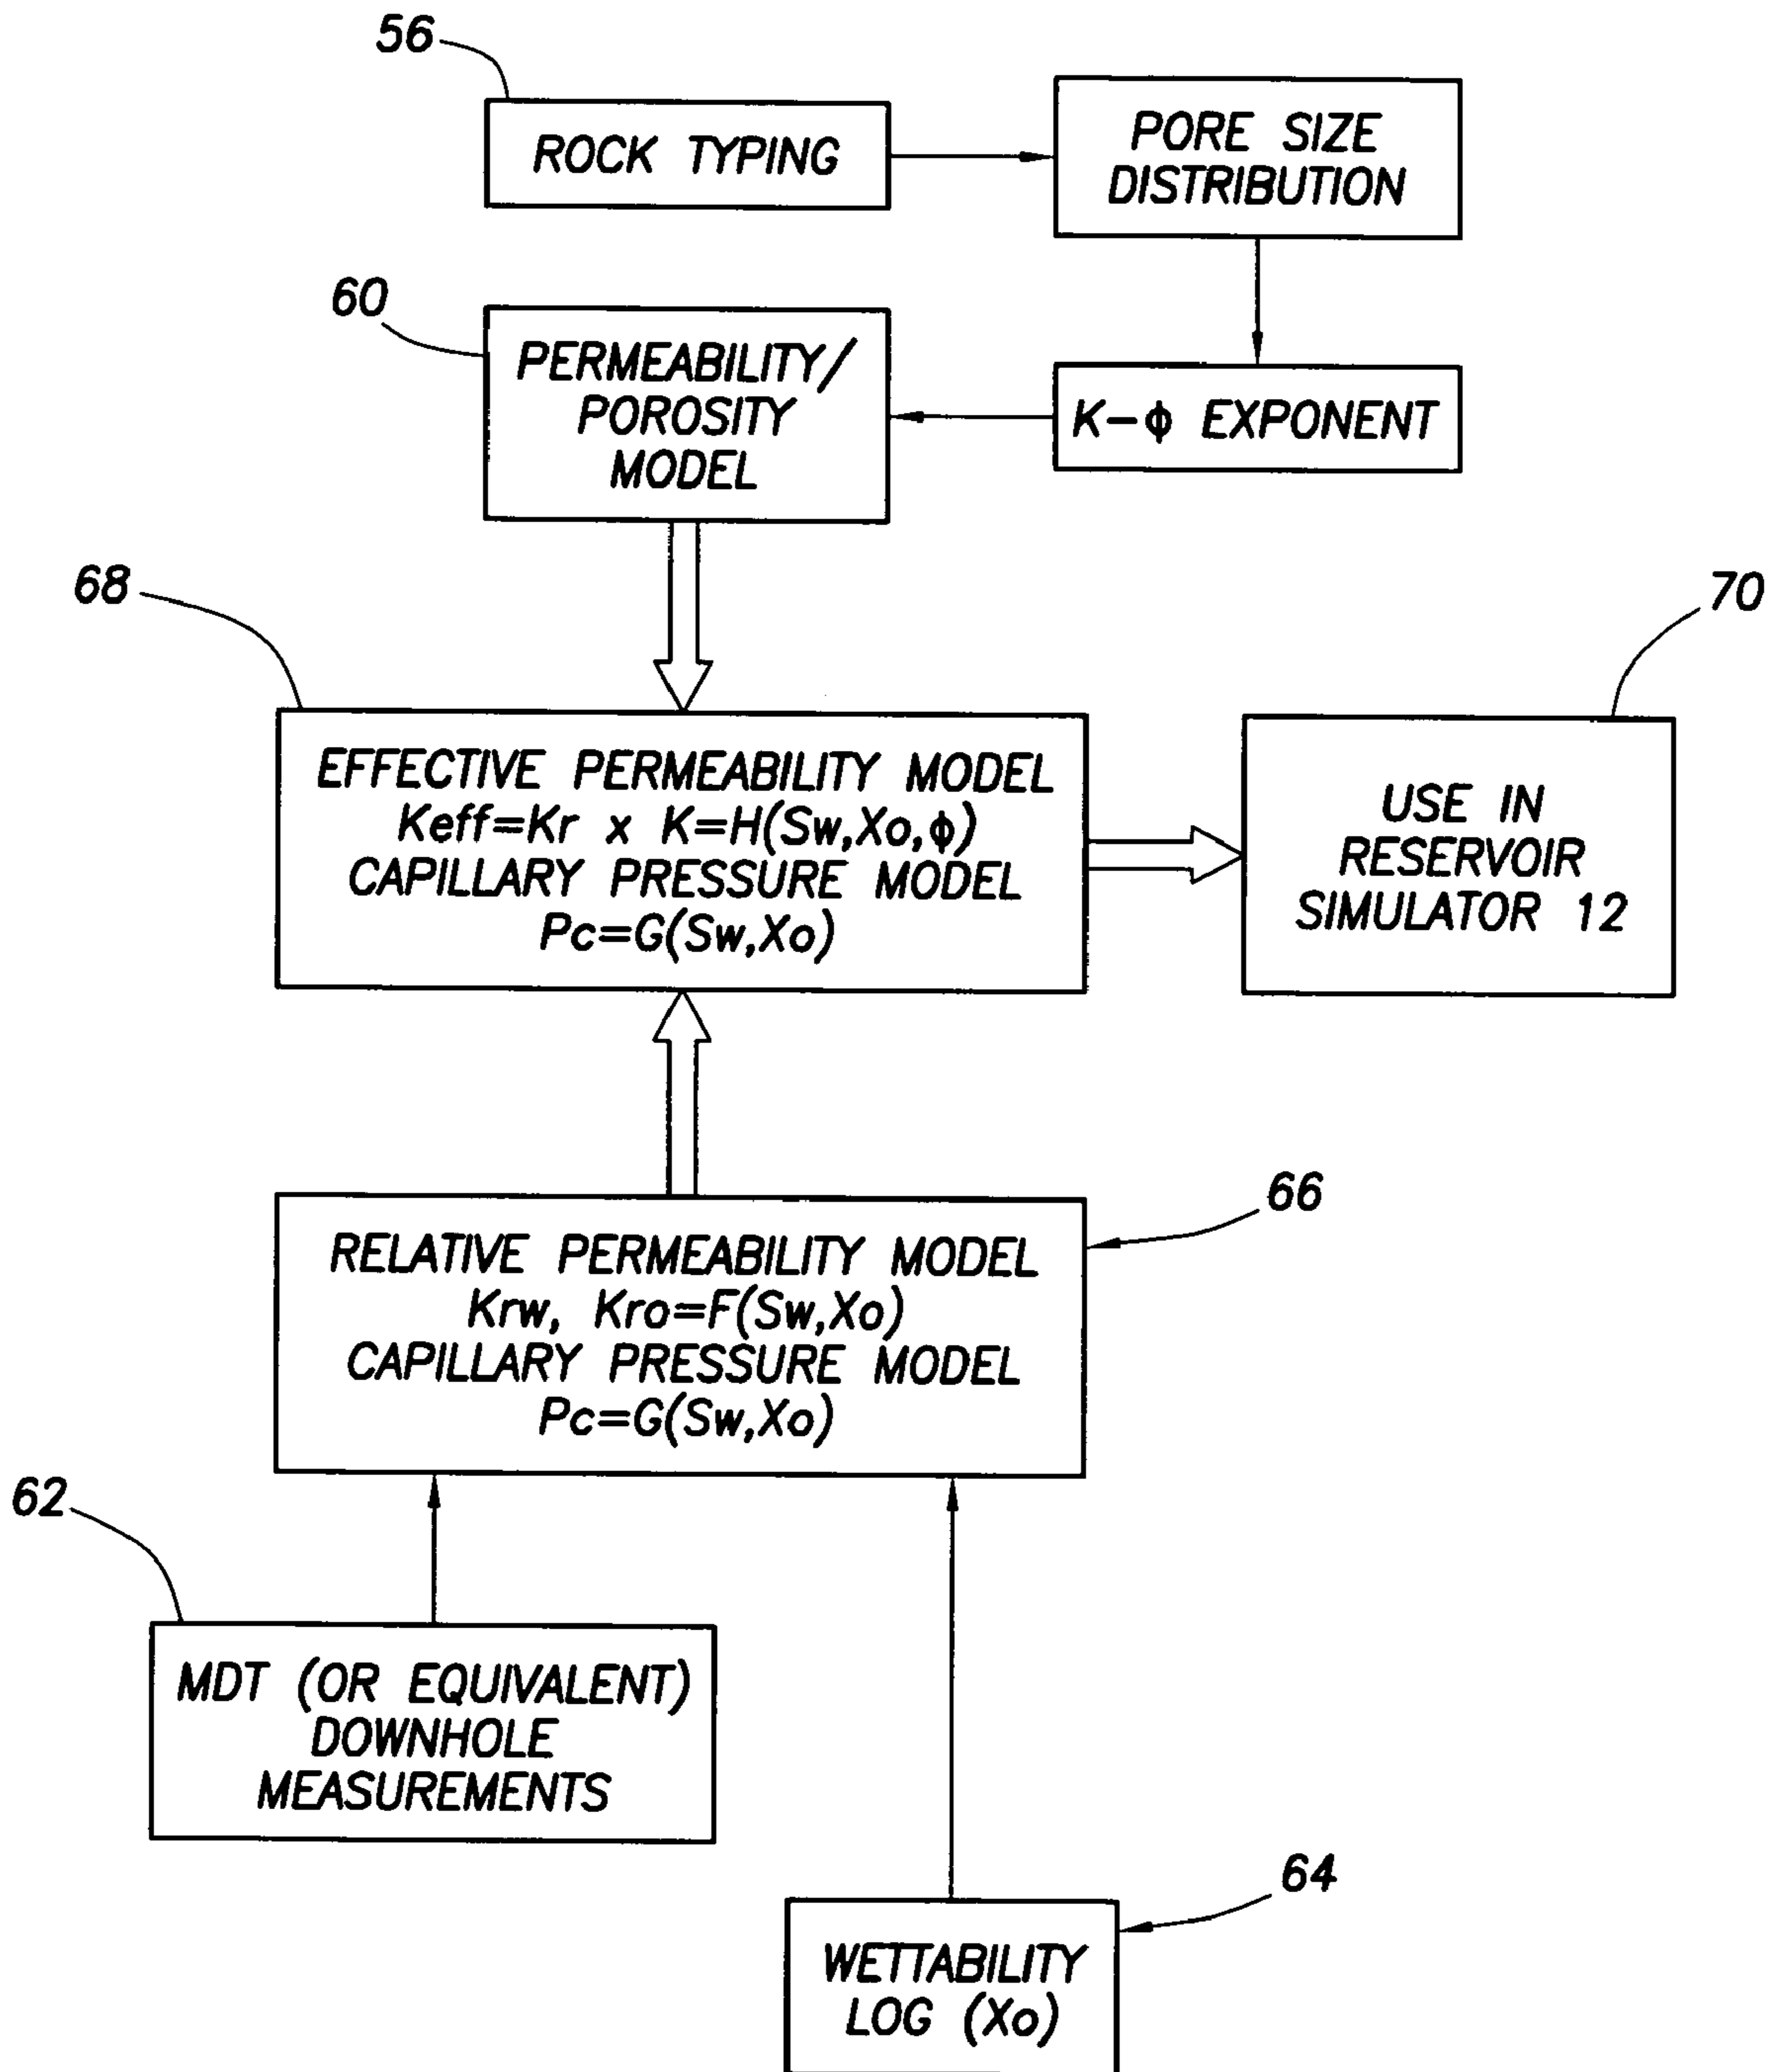 56
ROCK TYPING
PORE SIZE
DISTRIBUTION
60
PERMEABILITY/
POROSITY
MODEL
K-ϕ EXPONENT
68
70
EFFECTIVE PERMEABILITY MODEL
Keff=Kr x K=H(Sw,Xo,ϕ)
CAPILLARY PRESSURE MODEL
Pc=G(Sw,Xo)
USE IN
RESERVOIR
SIMULATOR 12
66
RELATIVE PERMEABILITY MODEL
Krw, Kro=F(Sw,Xo)
CAPILLARY PRESSURE MODEL
Pc=G(Sw,Xo)
62
MDT (OR EQUIVALENT)
DOWNHOLE
MEASUREMENTS
64
WETTABILITY
LOG (Xo)